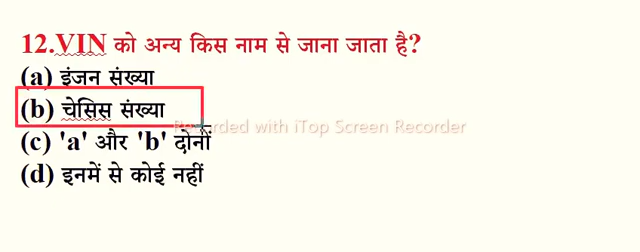 12.VIN को अन्य किस नाम से जाना जाता है?
(a) इंजन संख्या
(b) चेसिस संख्या
Recorded with iTop Screen Recorder
(c) 'a' और 'b' दोनों
(d) इनमें से कोई नहीं